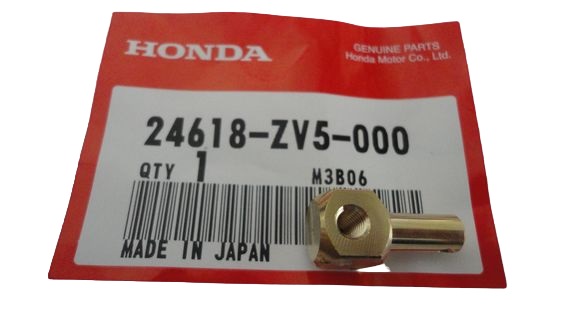 HONDA
GENUINE PARTS
Honda Motor Co., Ltd.
24618-ZV5-000
QTY 1 M3B06
MADE IN JAPAN